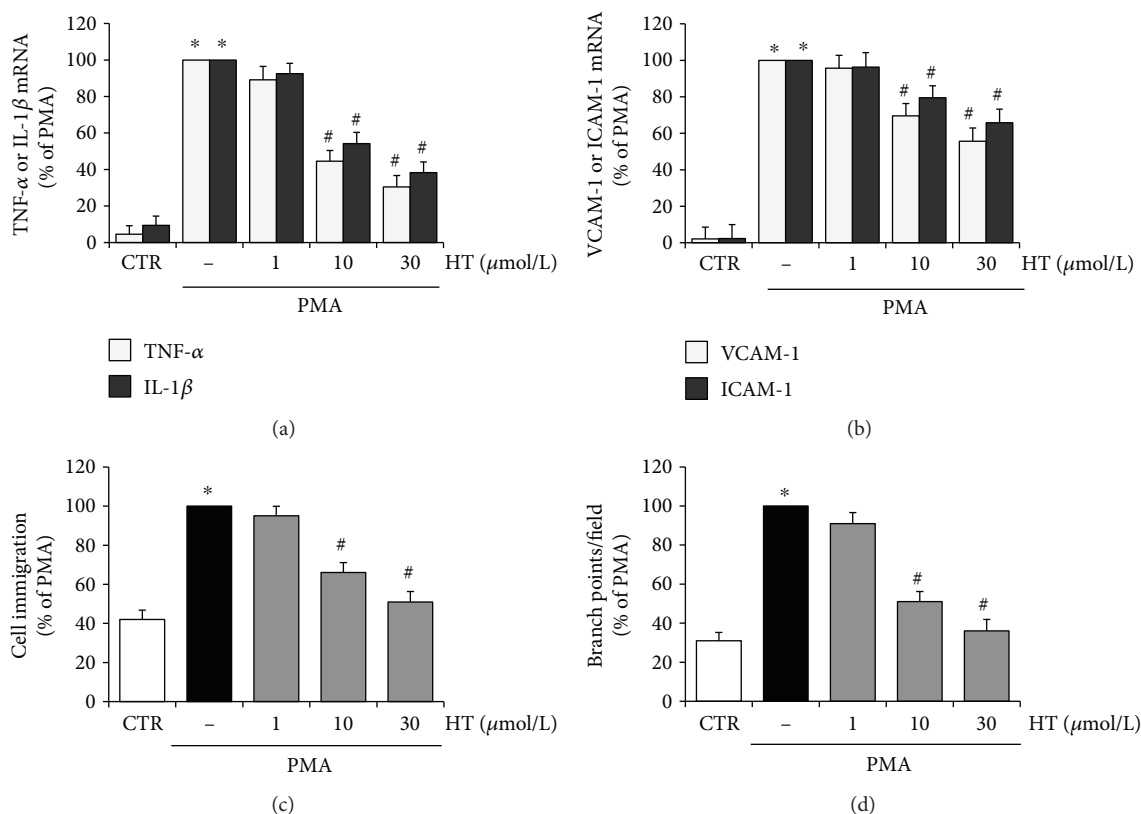 TNF-α or IL-1β mRNA
(% of PMA)
120
100
80
60
40
20
0
* *
# #
# #
CTR – 1 10 30 HT (μmol/L)
PMA
TNF-α
IL-1β
(a)
VCAM-1 or ICAM-1 mRNA
(% of PMA)
120
100
80
60
40
20
0
* *
# #
# #
CTR – 1 10 30 HT (μmol/L)
PMA
VCAM-1
ICAM-1
(b)
Cell immigration
(% of PMA)
120
100
80
60
40
20
0
*
#
#
CTR – 1 10 30 HT (μmol/L)
PMA
(c)
Branch points/field
(% of PMA)
120
100
80
60
40
20
0
*
#
#
CTR – 1 10 30 HT (μmol/L)
PMA
(d)